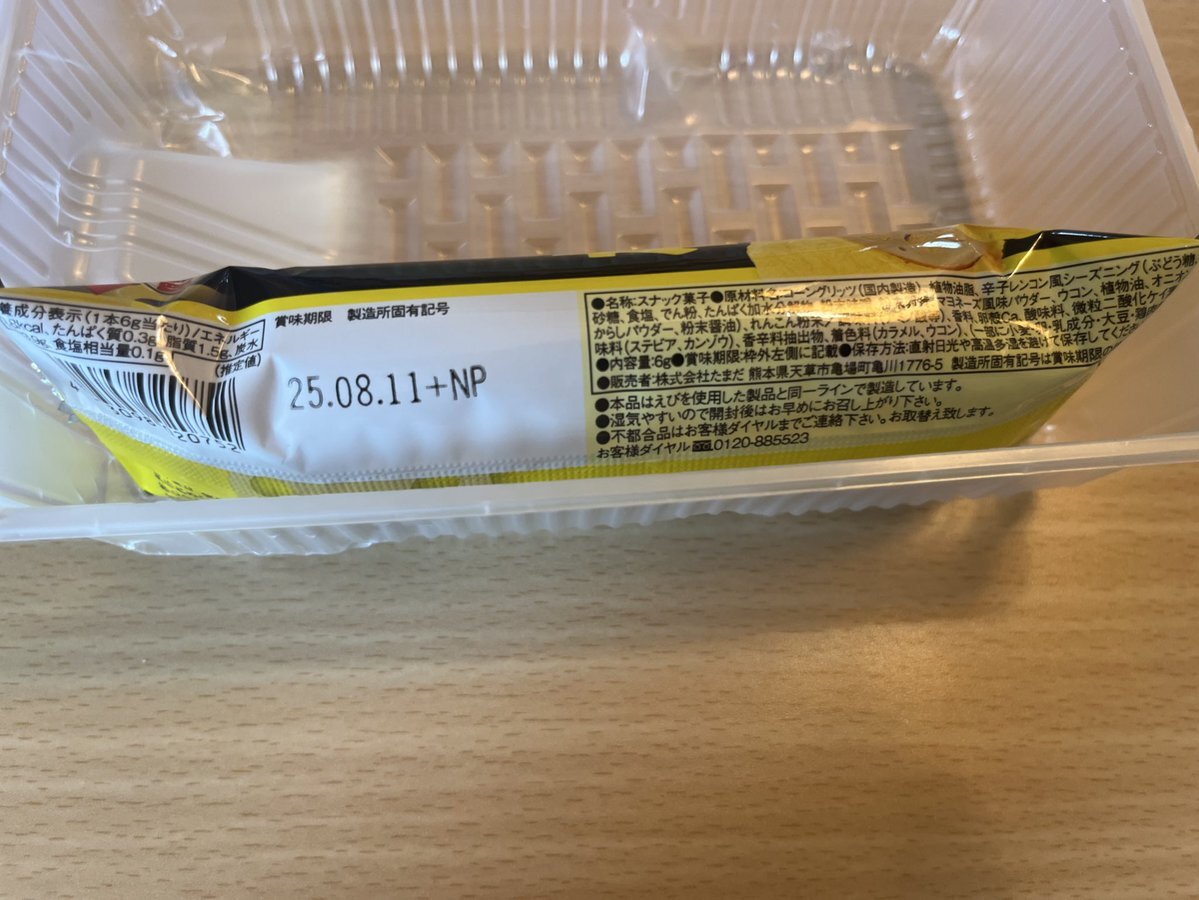 養成分表示(1本6g当たり)/エネルギー
kcal、たんぱく質0.3g、脂質1.5g、炭水
食塩相当量0.1g
(推定値)
賞味期限 製造所固有記号
25.08.11+NP
●名称:スナック菓子●原材料名:コーングリッツ(国内製造)、植物油脂、辛子レンコン風シーズニング(ぶどう糖、
砂糖、食塩、でん粉、たんぱく加水 マヨネーズ風味パウダー、ウコン、植物油、オニオ
からしパウダー、粉末醤油)、れんこん粉末 香料、卵殻Ca、酸味料、微粒二酸化ケイ
味料(ステビア、カンゾウ)、香辛料抽出物、着色料(カラメル、ウコン)、(一部に小麦・卵・乳成分・大豆・鶏肉
●内容量:6g●賞味期限:枠外左側に記載●保存方法:直射日光や高温多湿を避けて保存してくだ
●販売者:株式会社たまだ 熊本県天草市亀場町亀川1776-5 製造所固有記号は賞味期限の
●本品はえびを使用した製品と同一ラインで製造しています。
●湿気やすいので開封後はお早めにお召し上がり下さい。
●不都合品はお客様ダイヤルまでご連絡下さい。お取替え致します。
お客様ダイヤル 0120-885523